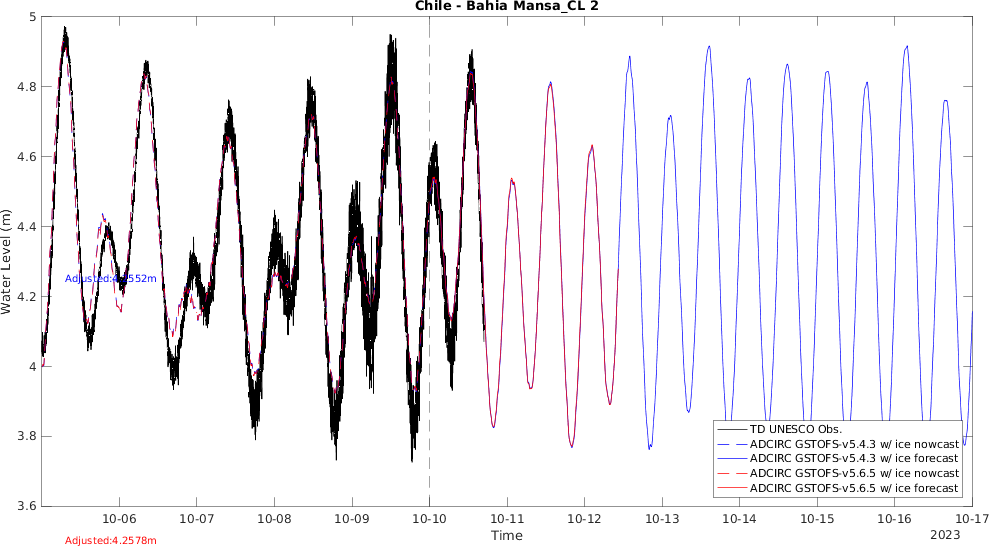 Chile - Bahia Mansa_CL 2
5
4.8
4.6
4.4
4.2
4
3.8
3.6
Water Level (m)
Adjusted:4.2552m
TD UNESCO Obs.
ADCIRC GSTOFS-v5.4.3 w/ ice nowcast
ADCIRC GSTOFS-v5.4.3 w/ ice forecast
ADCIRC GSTOFS-v5.6.5 w/ ice nowcast
ADCIRC GSTOFS-v5.6.5 w/ ice forecast
10-06 10-07 10-08 10-09 10-10 10-11 10-12 10-13 10-14 10-15 10-16 10-17
Time
2023
Adjusted:4.2578m